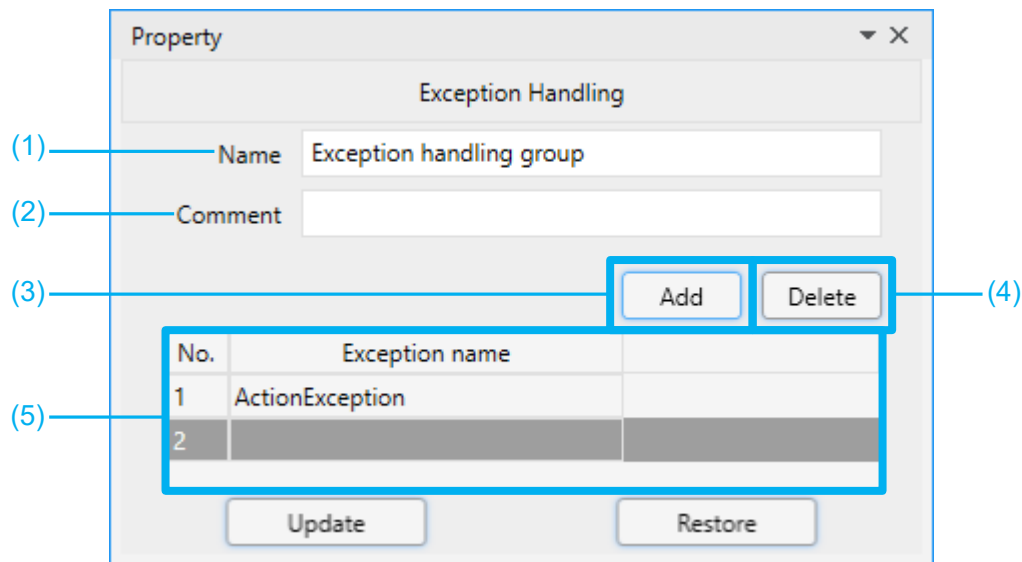 Property
Exception Handling
(1) Name Exception handling group
(2) Comment
(3) Add Delete (4)
No. Exception name
1 ActionException
(5)
2
Update Restore